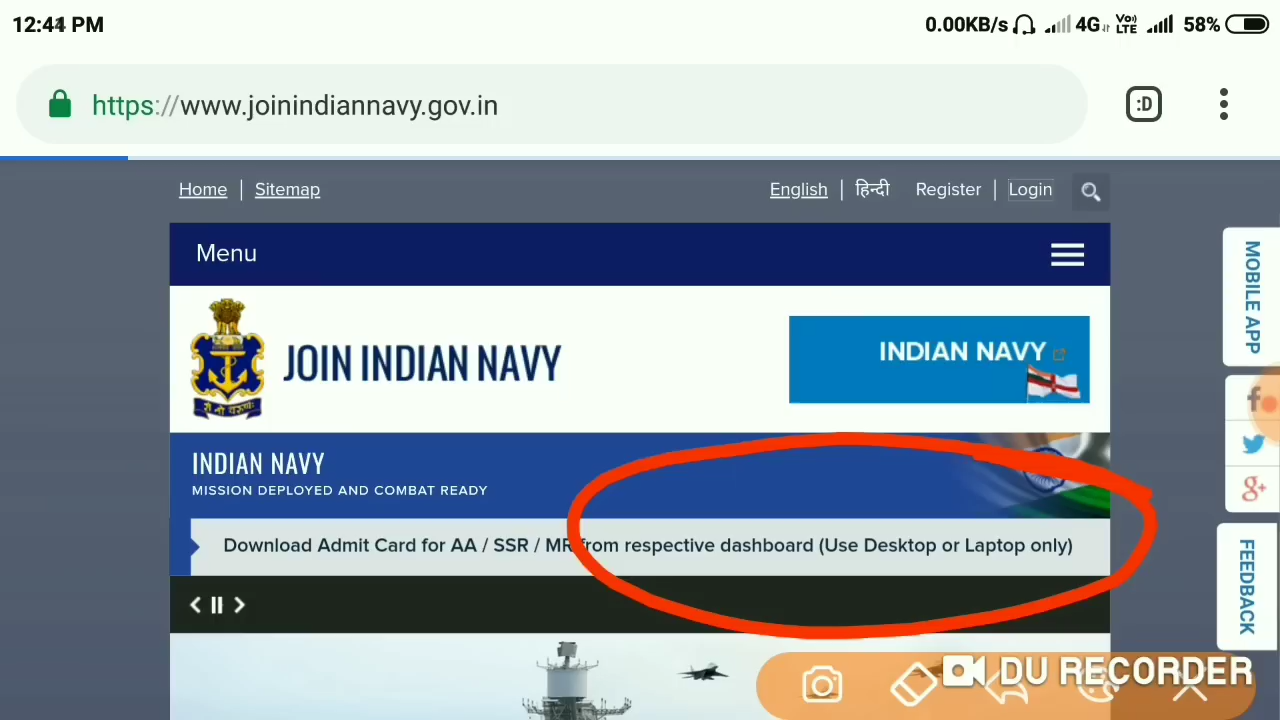 12:44 PM
0.00KB/s 4G Vo) LTE 58%
https://www.joinindiannavy.gov.in
:D
Home | Sitemap
English | हिन्दी Register | Login
Menu
MOBILE APP
JOIN INDIAN NAVY
INDIAN NAVY
INDIAN NAVY
MISSION DEPLOYED AND COMBAT READY
Download Admit Card for AA / SSR / MR from respective dashboard (Use Desktop or Laptop only)
FEEDBACK
DU RECORDER